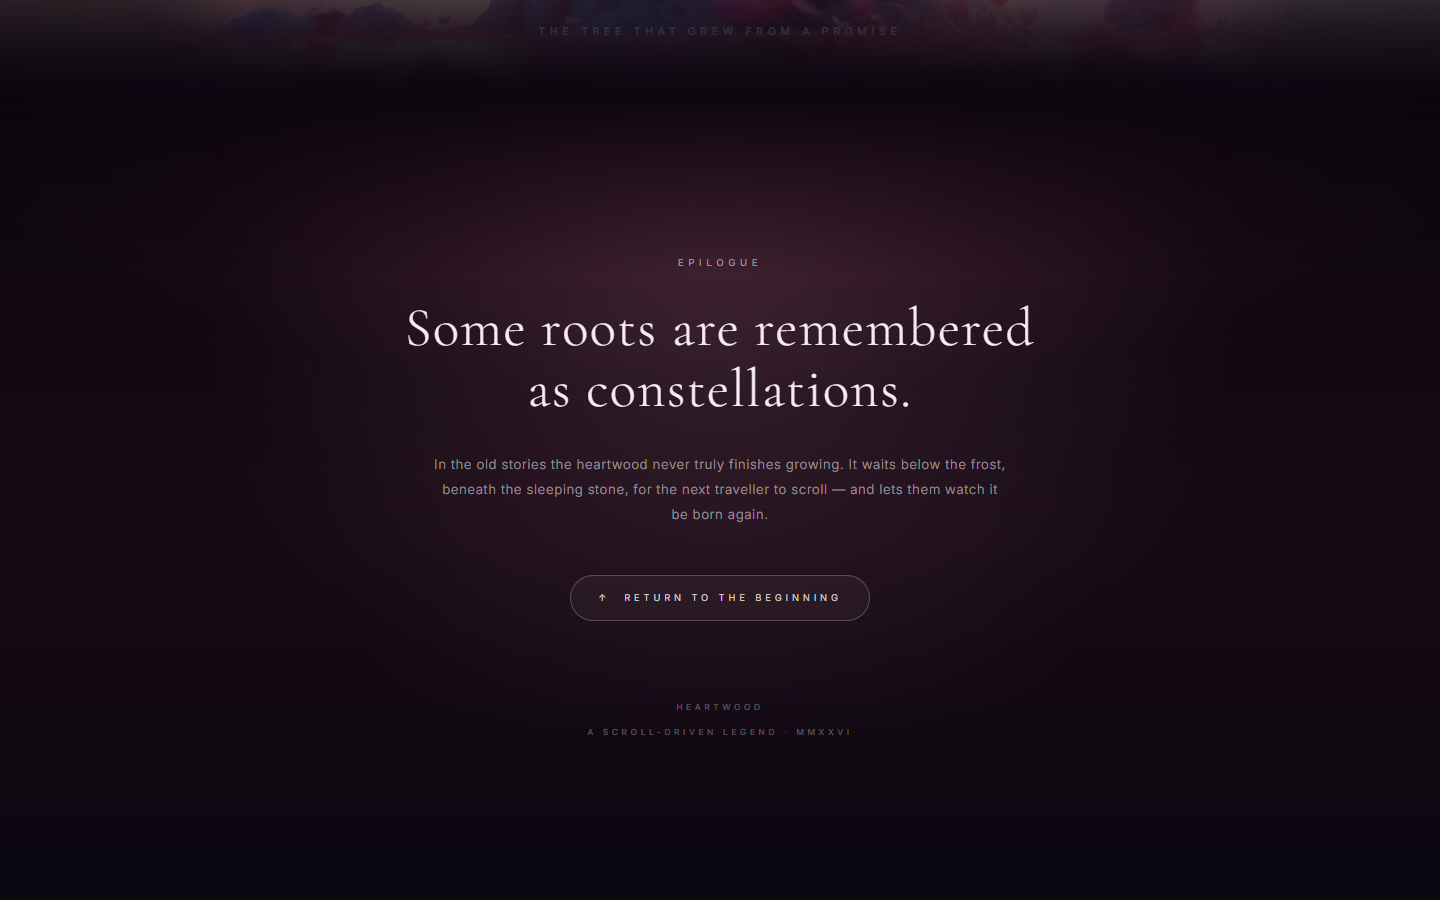 THE TREE THAT GREW FROM A PROMISE
EPILOGUE
Some roots are remembered
as constellations.
In the old stories the heartwood never truly finishes growing. It waits below the frost,
beneath the sleeping stone, for the next traveller to scroll — and lets them watch it
be born again.
↑ RETURN TO THE BEGINNING
HEARTWOOD
A SCROLL-DRIVEN LEGEND · MMXXVI